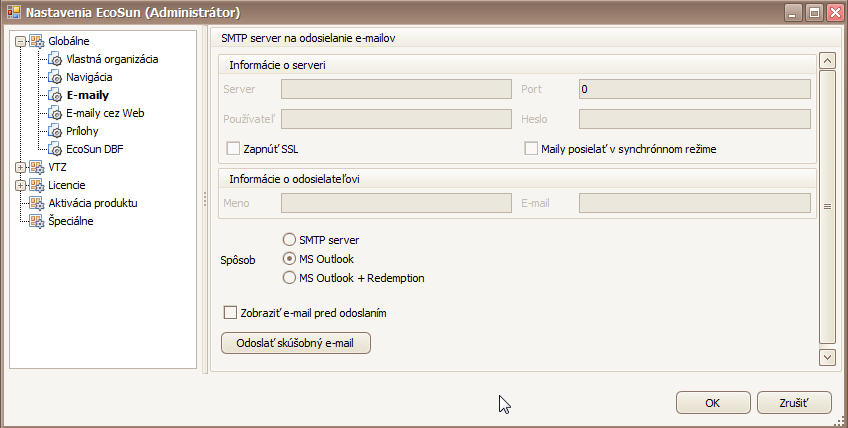 Nastavenia EcoSun (Administrátor)
Globálne
Vlastná organizácia
Navigácia
E-maily
E-maily cez Web
Prílohy
EcoSun DBF
VTZ
Licencie
Aktivácia produktu
Špeciálne
SMTP server na odosielanie e-mailov
Informácie o serveri
Server
Port 0
Používateľ
Heslo
Zapnúť SSL
Maily posielať v synchrónnom režime
Informácie o odosielateľovi
Meno
E-mail
Spôsob
SMTP server
MS Outlook
MS Outlook + Redemption
Zobraziť e-mail pred odoslaním
Odoslať skúšobný e-mail
OK
Zrušiť